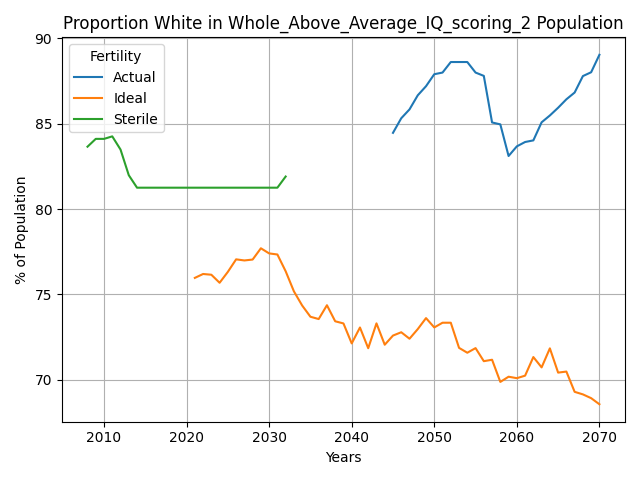 Proportion White in Whole_Above_Average_IQ_scoring_2 Population
90
85
80
75
70
% of Population
Fertility
Actual
Ideal
Sterile
2010 2020 2030 2040 2050 2060 2070
Years